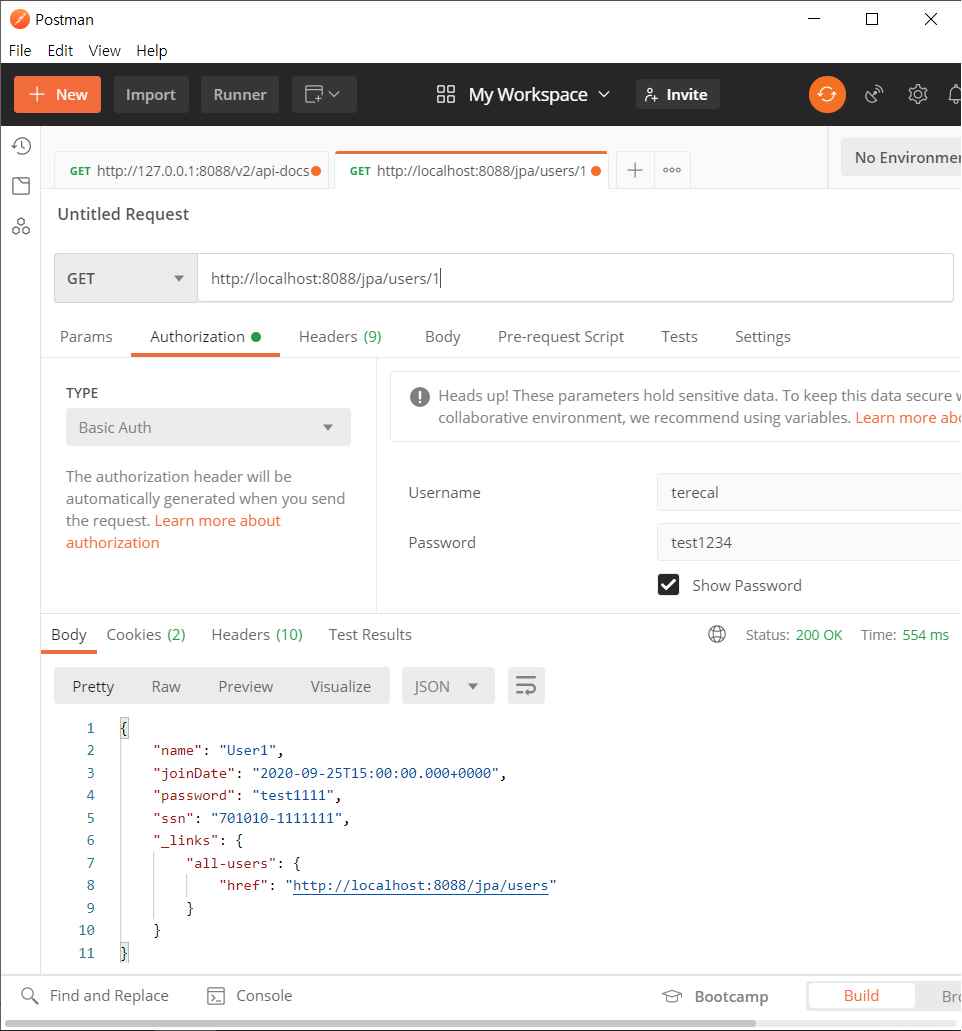 Postman
File Edit View Help
New Import Runner My Workspace Invite
GET http://127.0.0.1:8088/v2/api-docs GET http://localhost:8088/jpa/users/1 No Environmen
Untitled Request
GET http://localhost:8088/jpa/users/1
Params Authorization Headers (9) Body Pre-request Script Tests Settings
TYPE
Basic Auth
The authorization header will be
automatically generated when you send
the request. Learn more about
authorization
Heads up! These parameters hold sensitive data. To keep this data secure w
collaborative environment, we recommend using variables. Learn more abo
Username terecal
Password test1234
Show Password
Body Cookies (2) Headers (10) Test Results Status: 200 OK Time: 554 ms
Pretty Raw Preview Visualize JSON
1 {
2 "name": "User1",
3 "joinDate": "2020-09-25T15:00:00.000+0000",
4 "password": "test1111",
5 "ssn": "701010-1111111",
6 "_links": {
7 "all-users": {
8 "href": "http://localhost:8088/jpa/users"
9 }
10 }
11 }
Find and Replace Console Bootcamp Build Bro